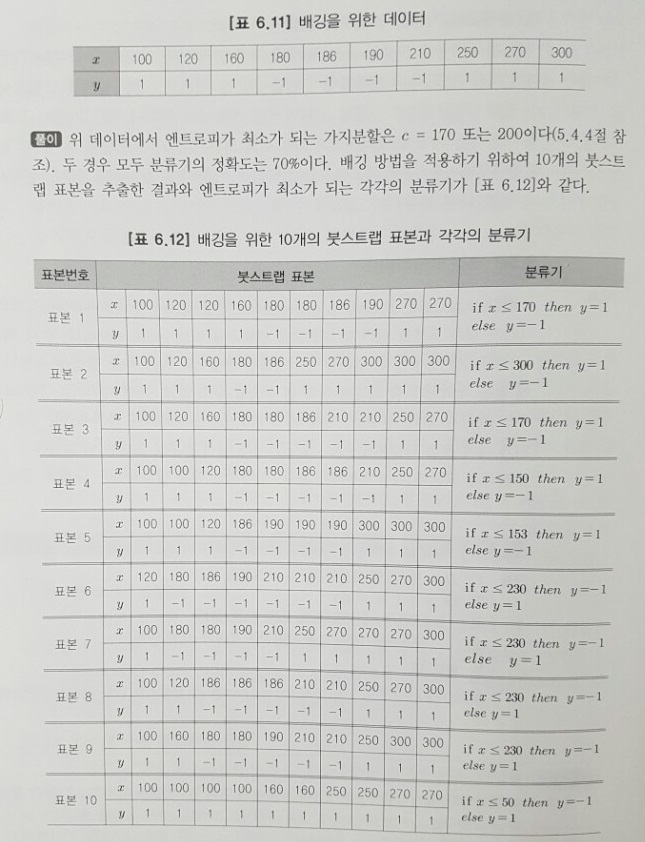 [표 6.11] 배깅을 위한 데이터
x 100 120 160 180 186 190 210 250 270 300
y 1 1 1 -1 -1 -1 -1 1 1 1
풀이 위 데이터에서 엔트로피가 최소가 되는 가지분할은 c = 170 또는 200이다(5.4.4절 참
조). 두 경우 모두 분류기의 정확도는 70%이다. 배깅 방법을 적용하기 위하여 10개의 붓스트
랩 표본을 추출한 결과와 엔트로피가 최소가 되는 각각의 분류기가 [표 6.12]와 같다.
[표 6.12] 배깅을 위한 10개의 붓스트랩 표본과 각각의 분류기
표본번호 붓스트랩 표본 분류기
표본 1
x 100 120 120 160 180 180 186 190 270 270
y 1 1 1 1 -1 -1 -1 -1 1 1
if x ≤ 170 then y=1
else y=-1
표본 2
x 100 120 160 180 186 250 270 300 300 300
y 1 1 1 -1 -1 1 1 1 1 1
if x ≤ 300 then y=1
else y=-1
표본 3
x 100 120 160 180 180 186 210 210 250 270
y 1 1 1 -1 -1 -1 -1 -1 1 1
if x ≤ 170 then y=1
else y=-1
표본 4
x 100 100 120 180 180 186 186 210 250 270
y 1 1 1 -1 -1 -1 -1 -1 1 1
if x ≤ 150 then y=1
else y=-1
표본 5
x 100 100 120 186 190 190 190 300 300 300
y 1 1 1 -1 -1 -1 -1 1 1 1
if x ≤ 153 then y=1
else y=-1
표본 6
x 120 180 186 190 210 210 210 250 270 300
y 1 -1 -1 -1 -1 -1 -1 1 1 1
if x ≤ 230 then y=-1
else y=1
표본 7
x 100 180 180 190 210 250 270 270 270 300
y 1 -1 -1 -1 -1 1 1 1 1 1
if x ≤ 230 then y=-1
else y=1
표본 8
x 100 120 186 186 186 210 210 250 270 300
y 1 1 -1 -1 -1 -1 -1 1 1 1
if x ≤ 230 then y=-1
else y=1
표본 9
x 100 160 180 180 190 210 210 250 300 300
y 1 1 -1 -1 -1 -1 -1 1 1 1
if x ≤ 230 then y=-1
else y=1
표본 10
x 100 100 100 100 160 160 250 250 270 270
y 1 1 1 1 1 1 1 1 1 1
if x ≤ 50 then y=-1
else y=1